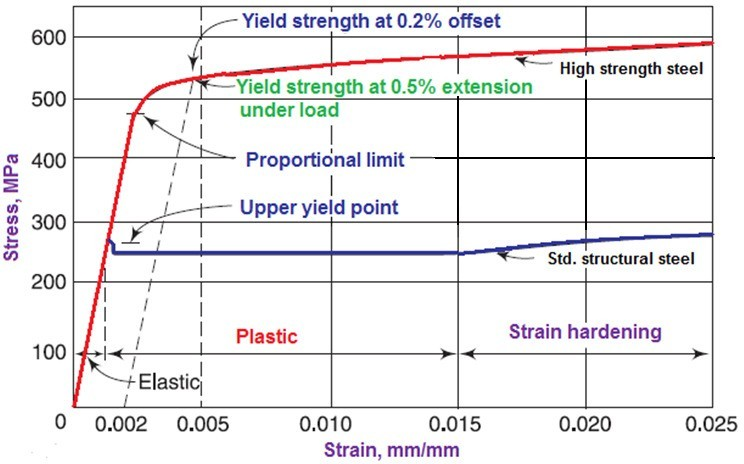 600
Yield strength at 0.2% offset
High strength steel
Yield strength at 0.5% extension
under load
500
Proportional limit
400
Stress, MPa
Upper yield point
300
Std. structural steel
200
Plastic
Strain hardening
100
Elastic
0 0.002 0.005 0.010 0.015 0.020 0.025
Strain, mm/mm